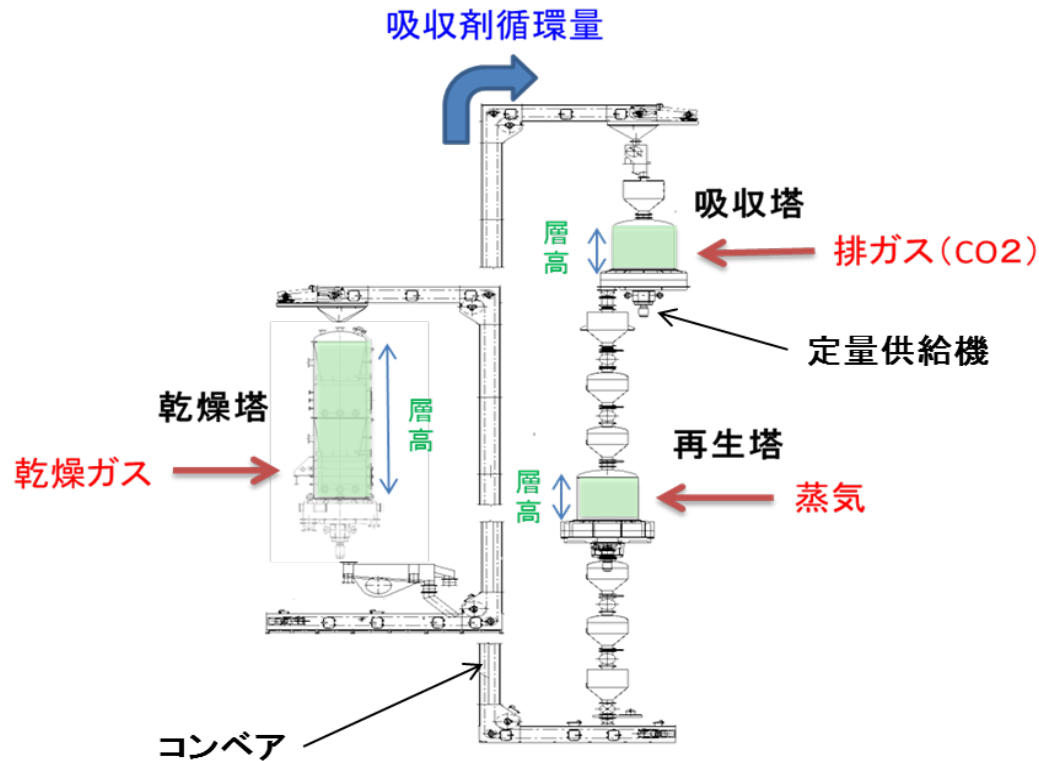 吸収剤循環量
吸収塔
層高
排ガス(CO2)
定量供給機
乾燥塔
層高
乾燥ガス
再生塔
層高
蒸気
コンベア